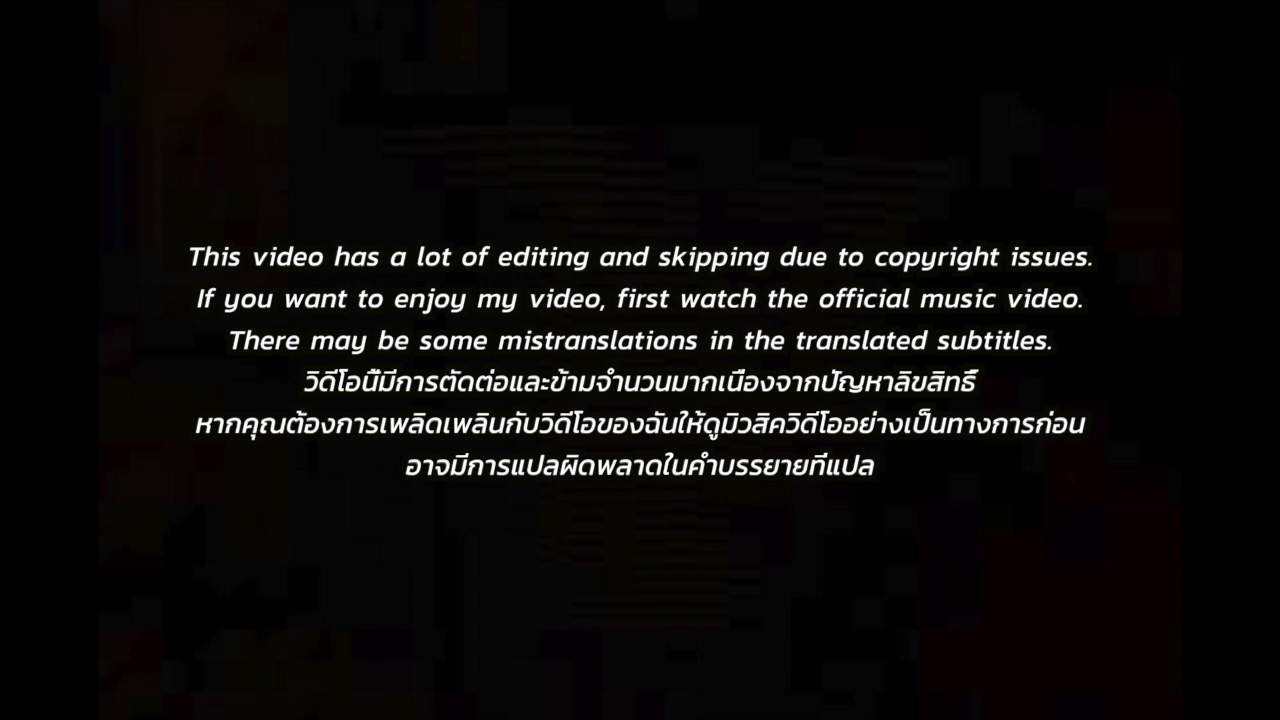 This video has a lot of editing and skipping due to copyright issues.
If you want to enjoy my video, first watch the official music video.
There may be some mistranslations in the translated subtitles.
วิดีโอนี้มีการตัดต่อและข้ามจำนวนมากเนื่องจากปัญหาลิขสิทธิ์
หากคุณต้องการเพลิดเพลินกับวิดีโอของฉันให้ดูมิวสิควิดีโออย่างเป็นทางการก่อน
อาจมีการแปลผิดพลาดในคำบรรยายที่แปล